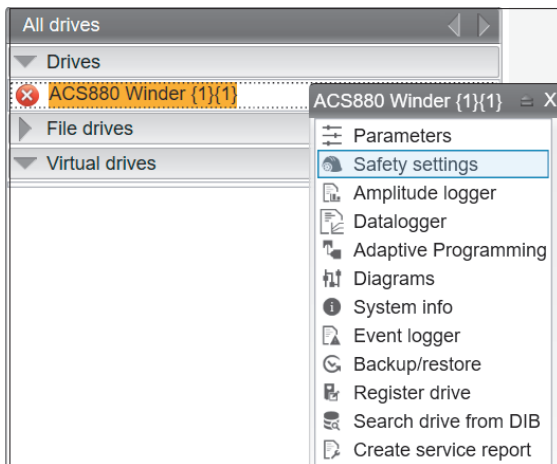 All drives
Drives
ACS880 Winder {1}{1}
File drives
Virtual drives
ACS880 Winder {1}{1} X
Parameters
Safety settings
Amplitude logger
Datalogger
Adaptive Programming
Diagrams
System info
Event logger
Backup/restore
Register drive
Search drive from DIB
Create service report